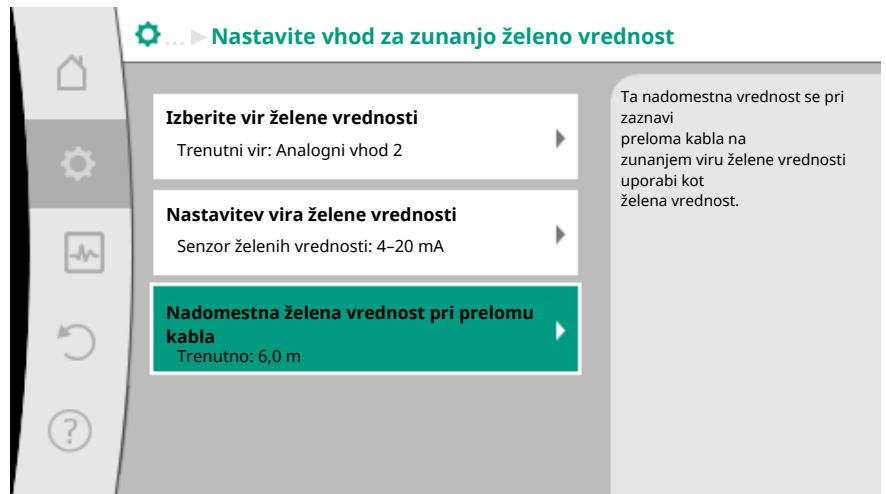 ... ▶ Nastavite vhod za zunanjo želeno vrednost
Izberite vir želene vrednosti
Trenutni vir: Analogni vhod 2
Nastavitev vira želene vrednosti
Senzor želenih vrednosti: 4–20 mA
Nadomestna želena vrednost pri prelomu
kabla
Trenutno: 6,0 m
Ta nadomestna vrednost se pri
zaznavi
preloma kabla na
zunanjem viru želene vrednosti
uporabi kot
želena vrednost.
?